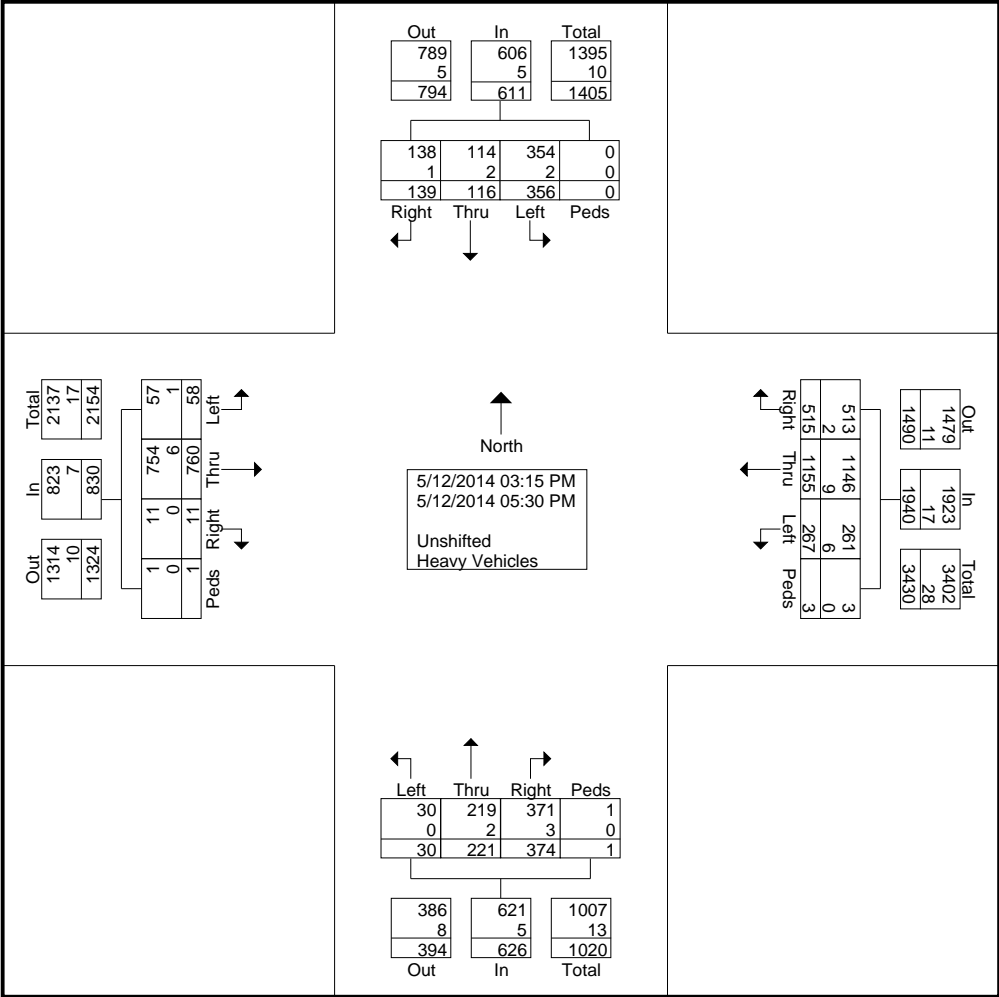 Out In Total
789 606 1395
5 5 10
794 611 1405
138 114 354 0
1 2 2 0
139 116 356 0
Right Thru Left Peds
Total
2137
17
2154
In
823
7
830
Out
1314
10
1324
Left
57
1
58
Thru
754
6
760
Right
11
0
11
Peds
1
0
1
North
5/12/2014 03:15 PM
5/12/2014 05:30 PM
Unshifted
Heavy Vehicles
Right
513
2
515
Thru
1146
9
1155
Left
261
6
267
Peds
3
0
3
Out
1479
11
1490
In
1923
17
1940
Total
3402
28
3430
Left Thru Right Peds
30 219 371 1
0 2 3 0
30 221 374 1
386 621 1007
8 5 13
394 626 1020
Out In Total